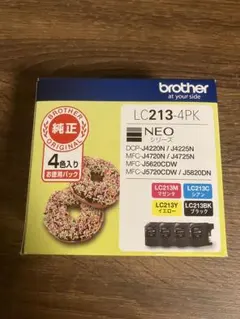 brother
at your side
LC213-4PK
BROTHER
純正
ORIGINAL
4色入り
お徳用パック
NEO
シリーズ
DCP-J4220N / J4225N
MFC-J4720N / J4725N
MFC-J5620CDW
MFC-J5720CDW / J5820DN
LC213M
マゼンタ
LC213C
シアン
LC213Y
イエロー
LC213BK
ブラック